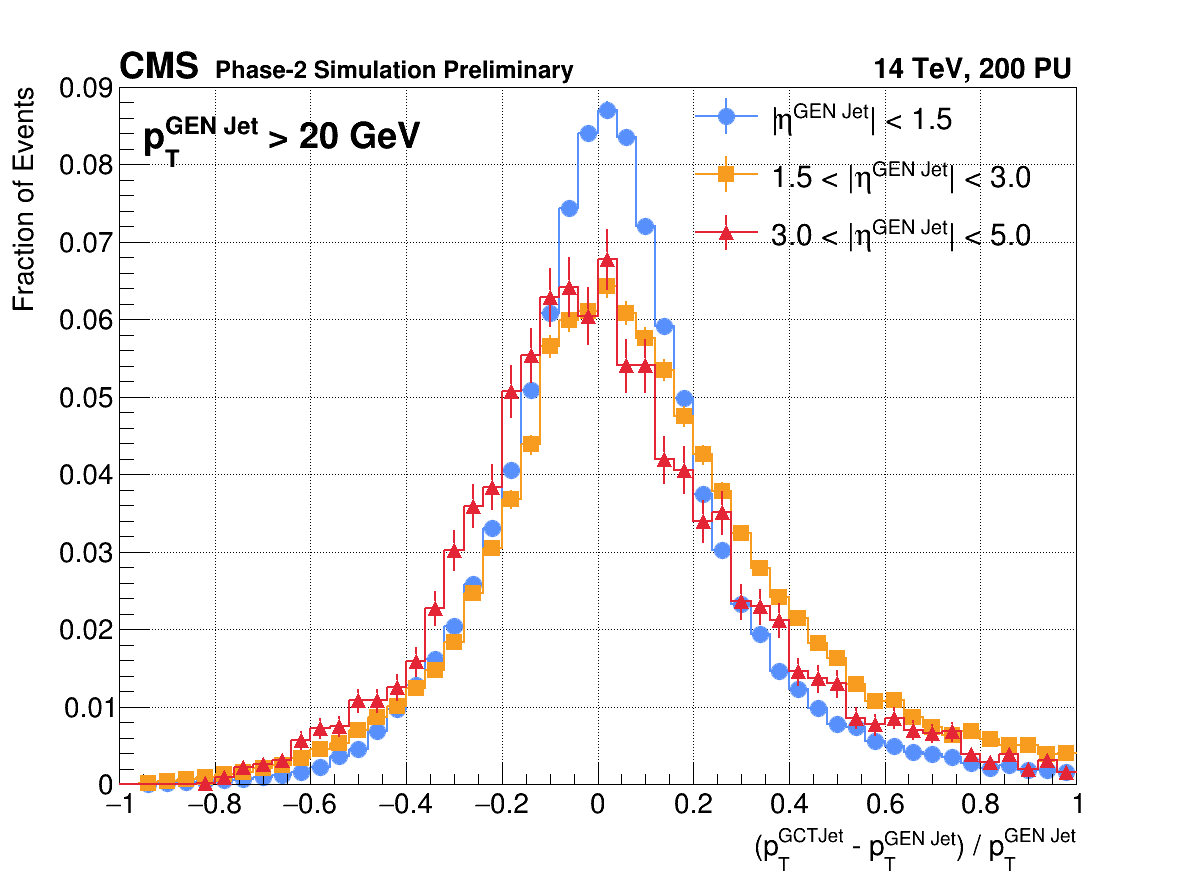 CMS Phase-2 Simulation Preliminary 14 TeV, 200 PU
Fraction of Events
p_T^GEN Jet > 20 GeV
|η^GEN Jet| < 1.5
1.5 < |η^GEN Jet| < 3.0
3.0 < |η^GEN Jet| < 5.0
0.09
0.08
0.07
0.06
0.05
0.04
0.03
0.02
0.01
0
−1 −0.8 −0.6 −0.4 −0.2 0 0.2 0.4 0.6 0.8 1
(p_T^GCTJet - p_T^GEN Jet) / p_T^GEN Jet